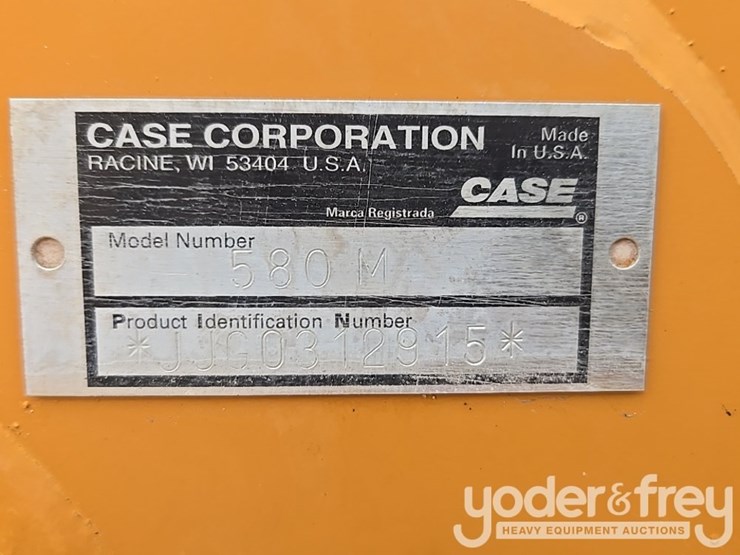 CASE CORPORATION
RACINE, WI 53404 U.S.A.
Made
In U.S.A.
CASE
®
Marca Registrada
Model Number
580 M
Product Identification Number
*JJG0312915*
yoder&frey
HEAVY EQUIPMENT AUCTIONS